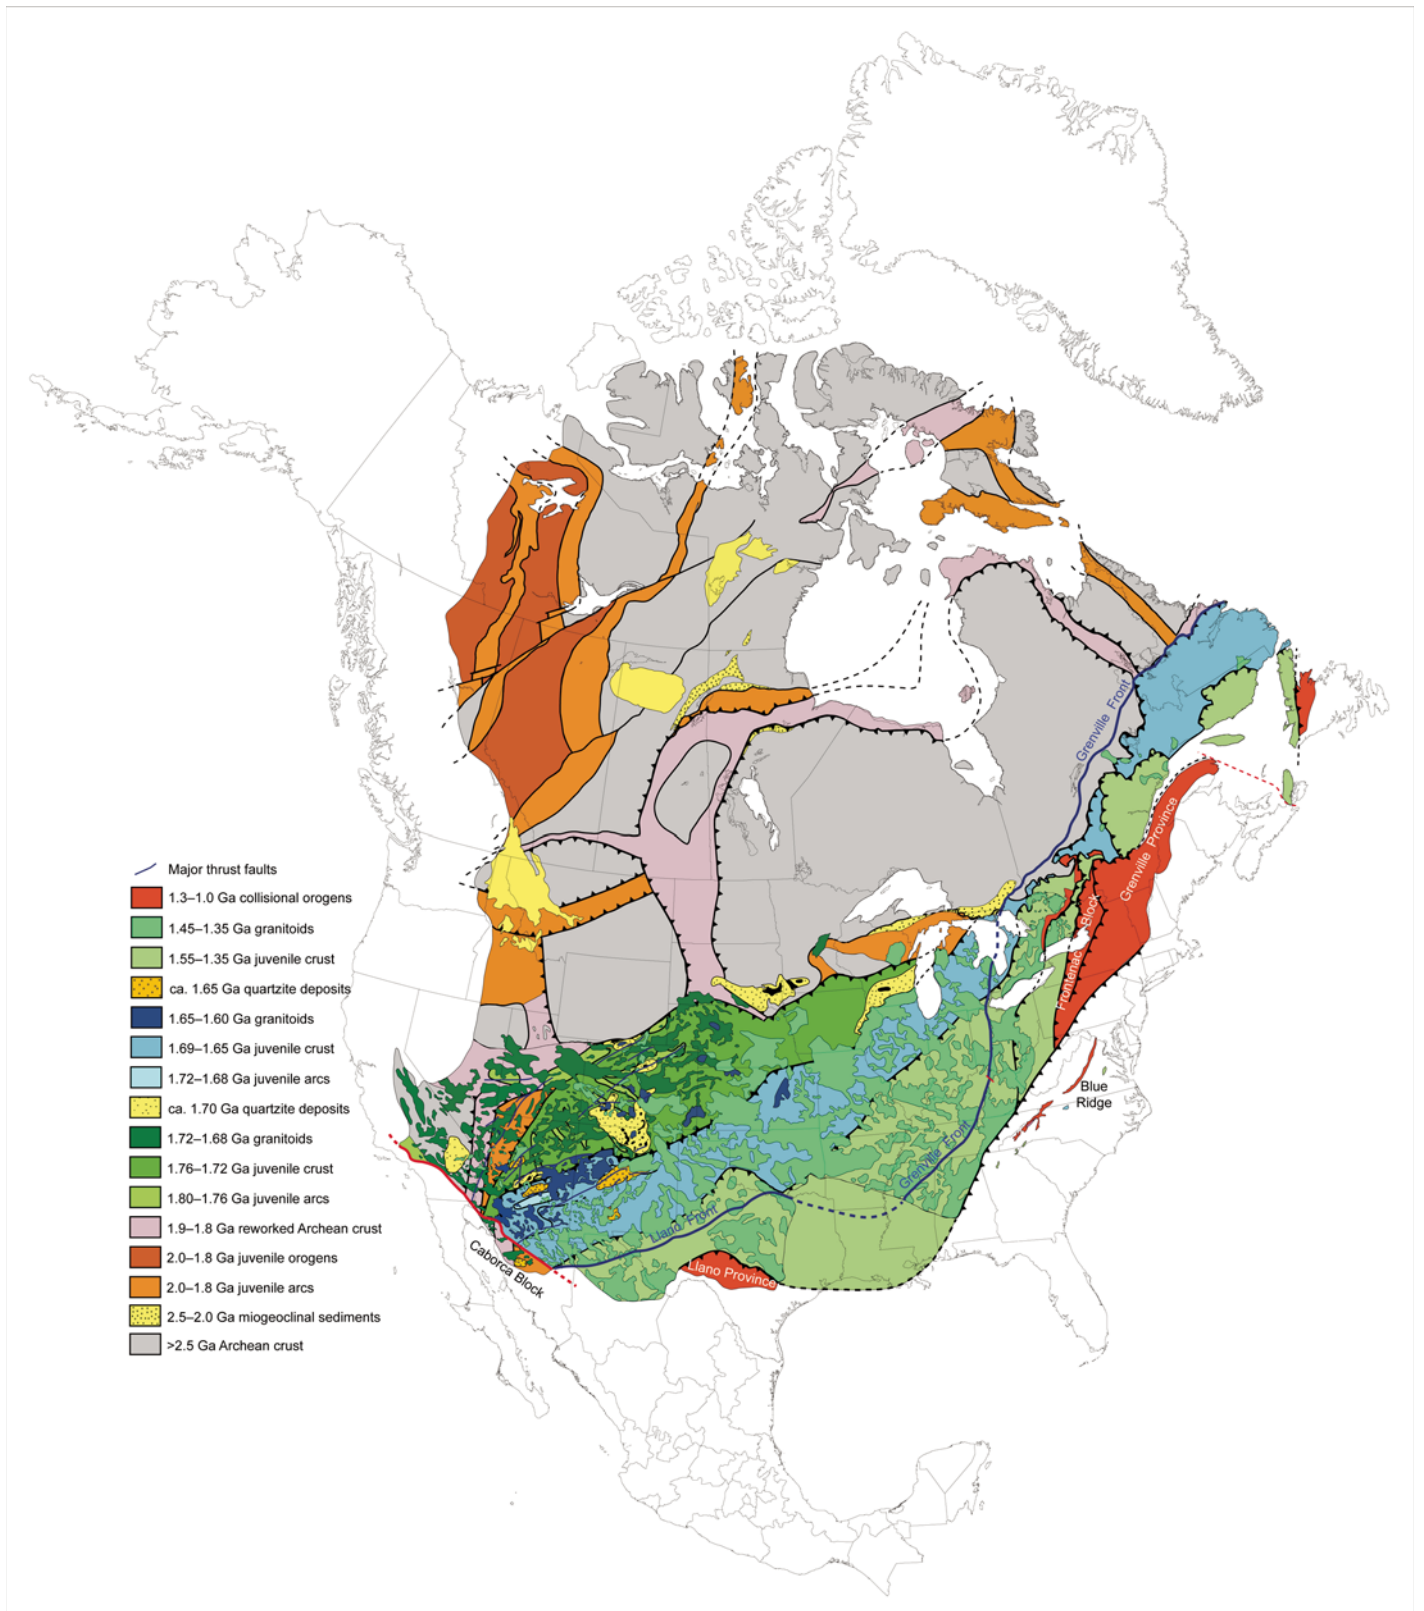 Grenville Front
Grenville Province
Major thrust faults
1.3–1.0 Ga collisional orogens
1.45–1.35 Ga granitoids
1.55–1.35 Ga juvenile crust
ca. 1.65 Ga quartzite deposits
1.65–1.60 Ga granitoids
1.69–1.65 Ga juvenile crust
1.72–1.68 Ga juvenile arcs
ca. 1.70 Ga quartzite deposits
1.72–1.68 Ga granitoids
1.76–1.72 Ga juvenile crust
1.80–1.76 Ga juvenile arcs
1.9–1.8 Ga reworked Archean crust
2.0–1.8 Ga juvenile orogens
2.0–1.8 Ga juvenile arcs
2.5–2.0 Ga miogeoclinal sediments
>2.5 Ga Archean crust
Frontenac Block
Blue
Ridge
Grenville Front
Llano Front
Caborca Block
Llano Province